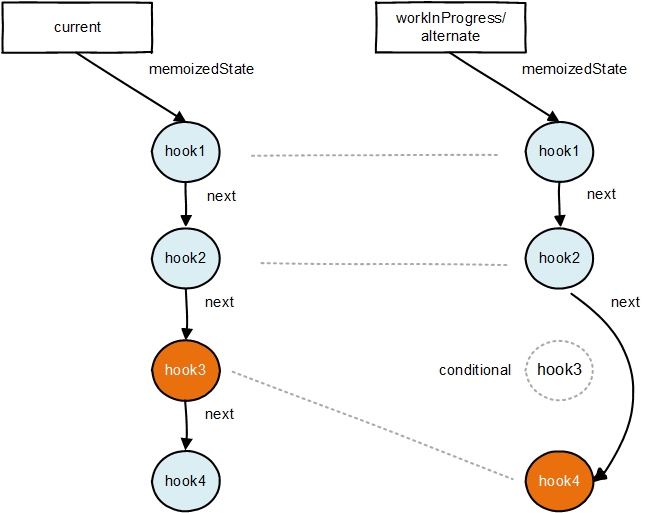 current
workInProgress/
alternate
memoizedState
memoizedState
hook1
hook1
next
next
hook2
hook2
next
next
hook3
conditional
hook3
next
hook4
hook4